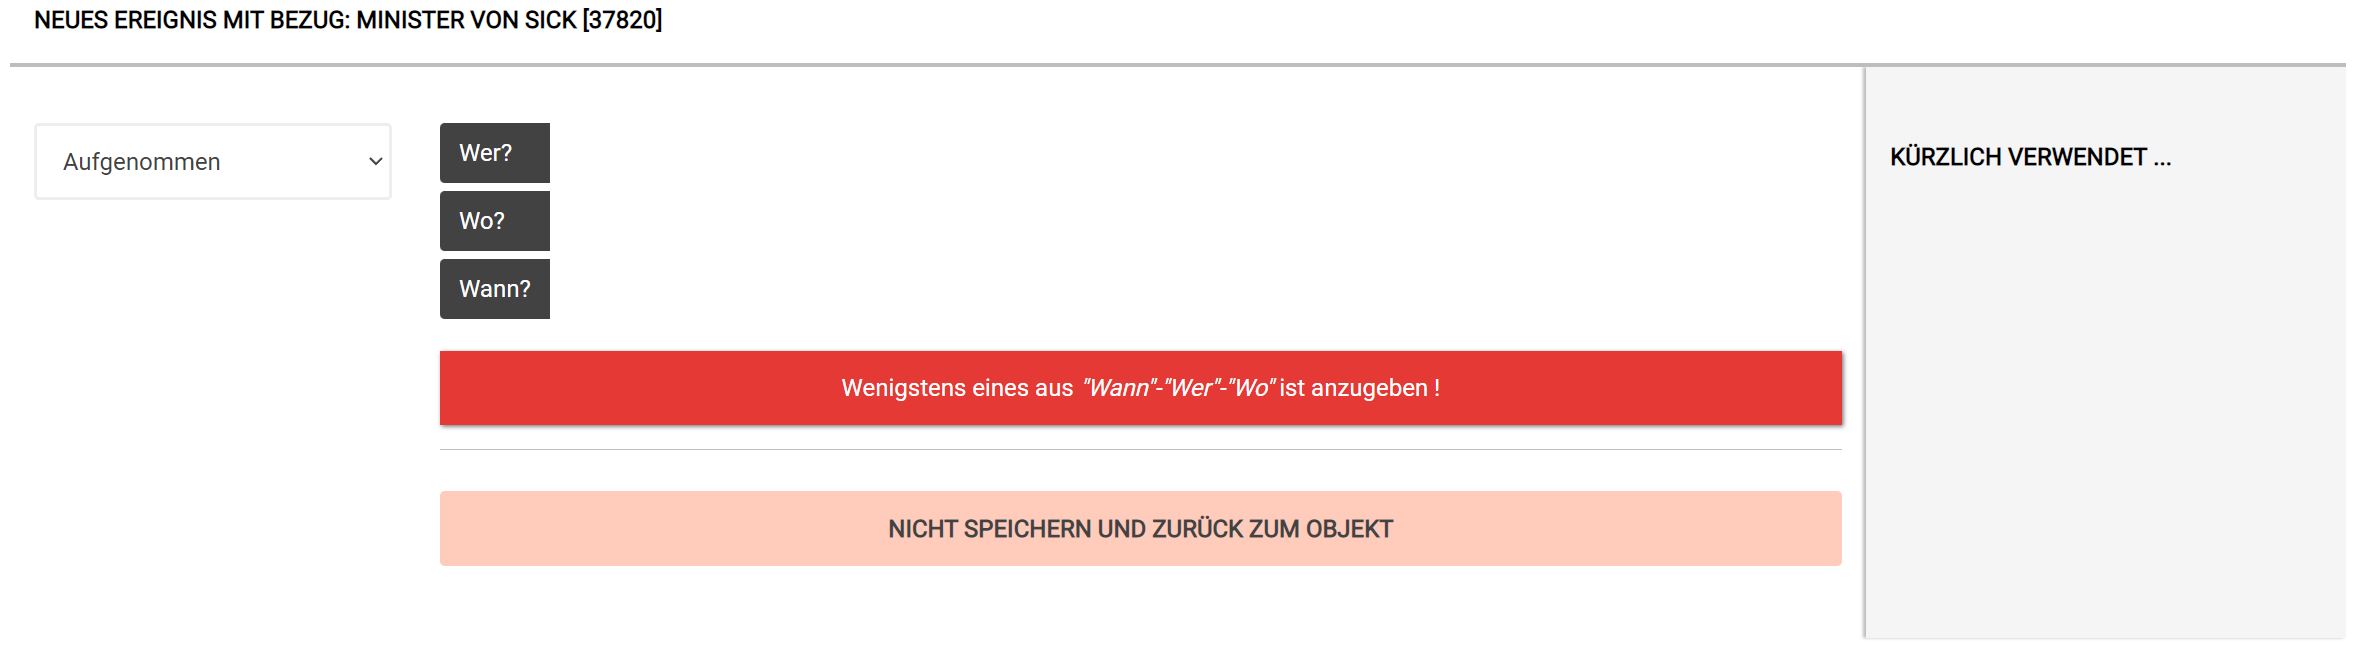 NEUES EREIGNIS MIT BEZUG: MINISTER VON SICK [37820]
Aufgenommen
Wer?
Wo?
Wann?
Wenigstens eines aus "Wann"-"Wer"-"Wo" ist anzugeben !
NICHT SPEICHERN UND ZURÜCK ZUM OBJEKT
KÜRZLICH VERWENDET ...